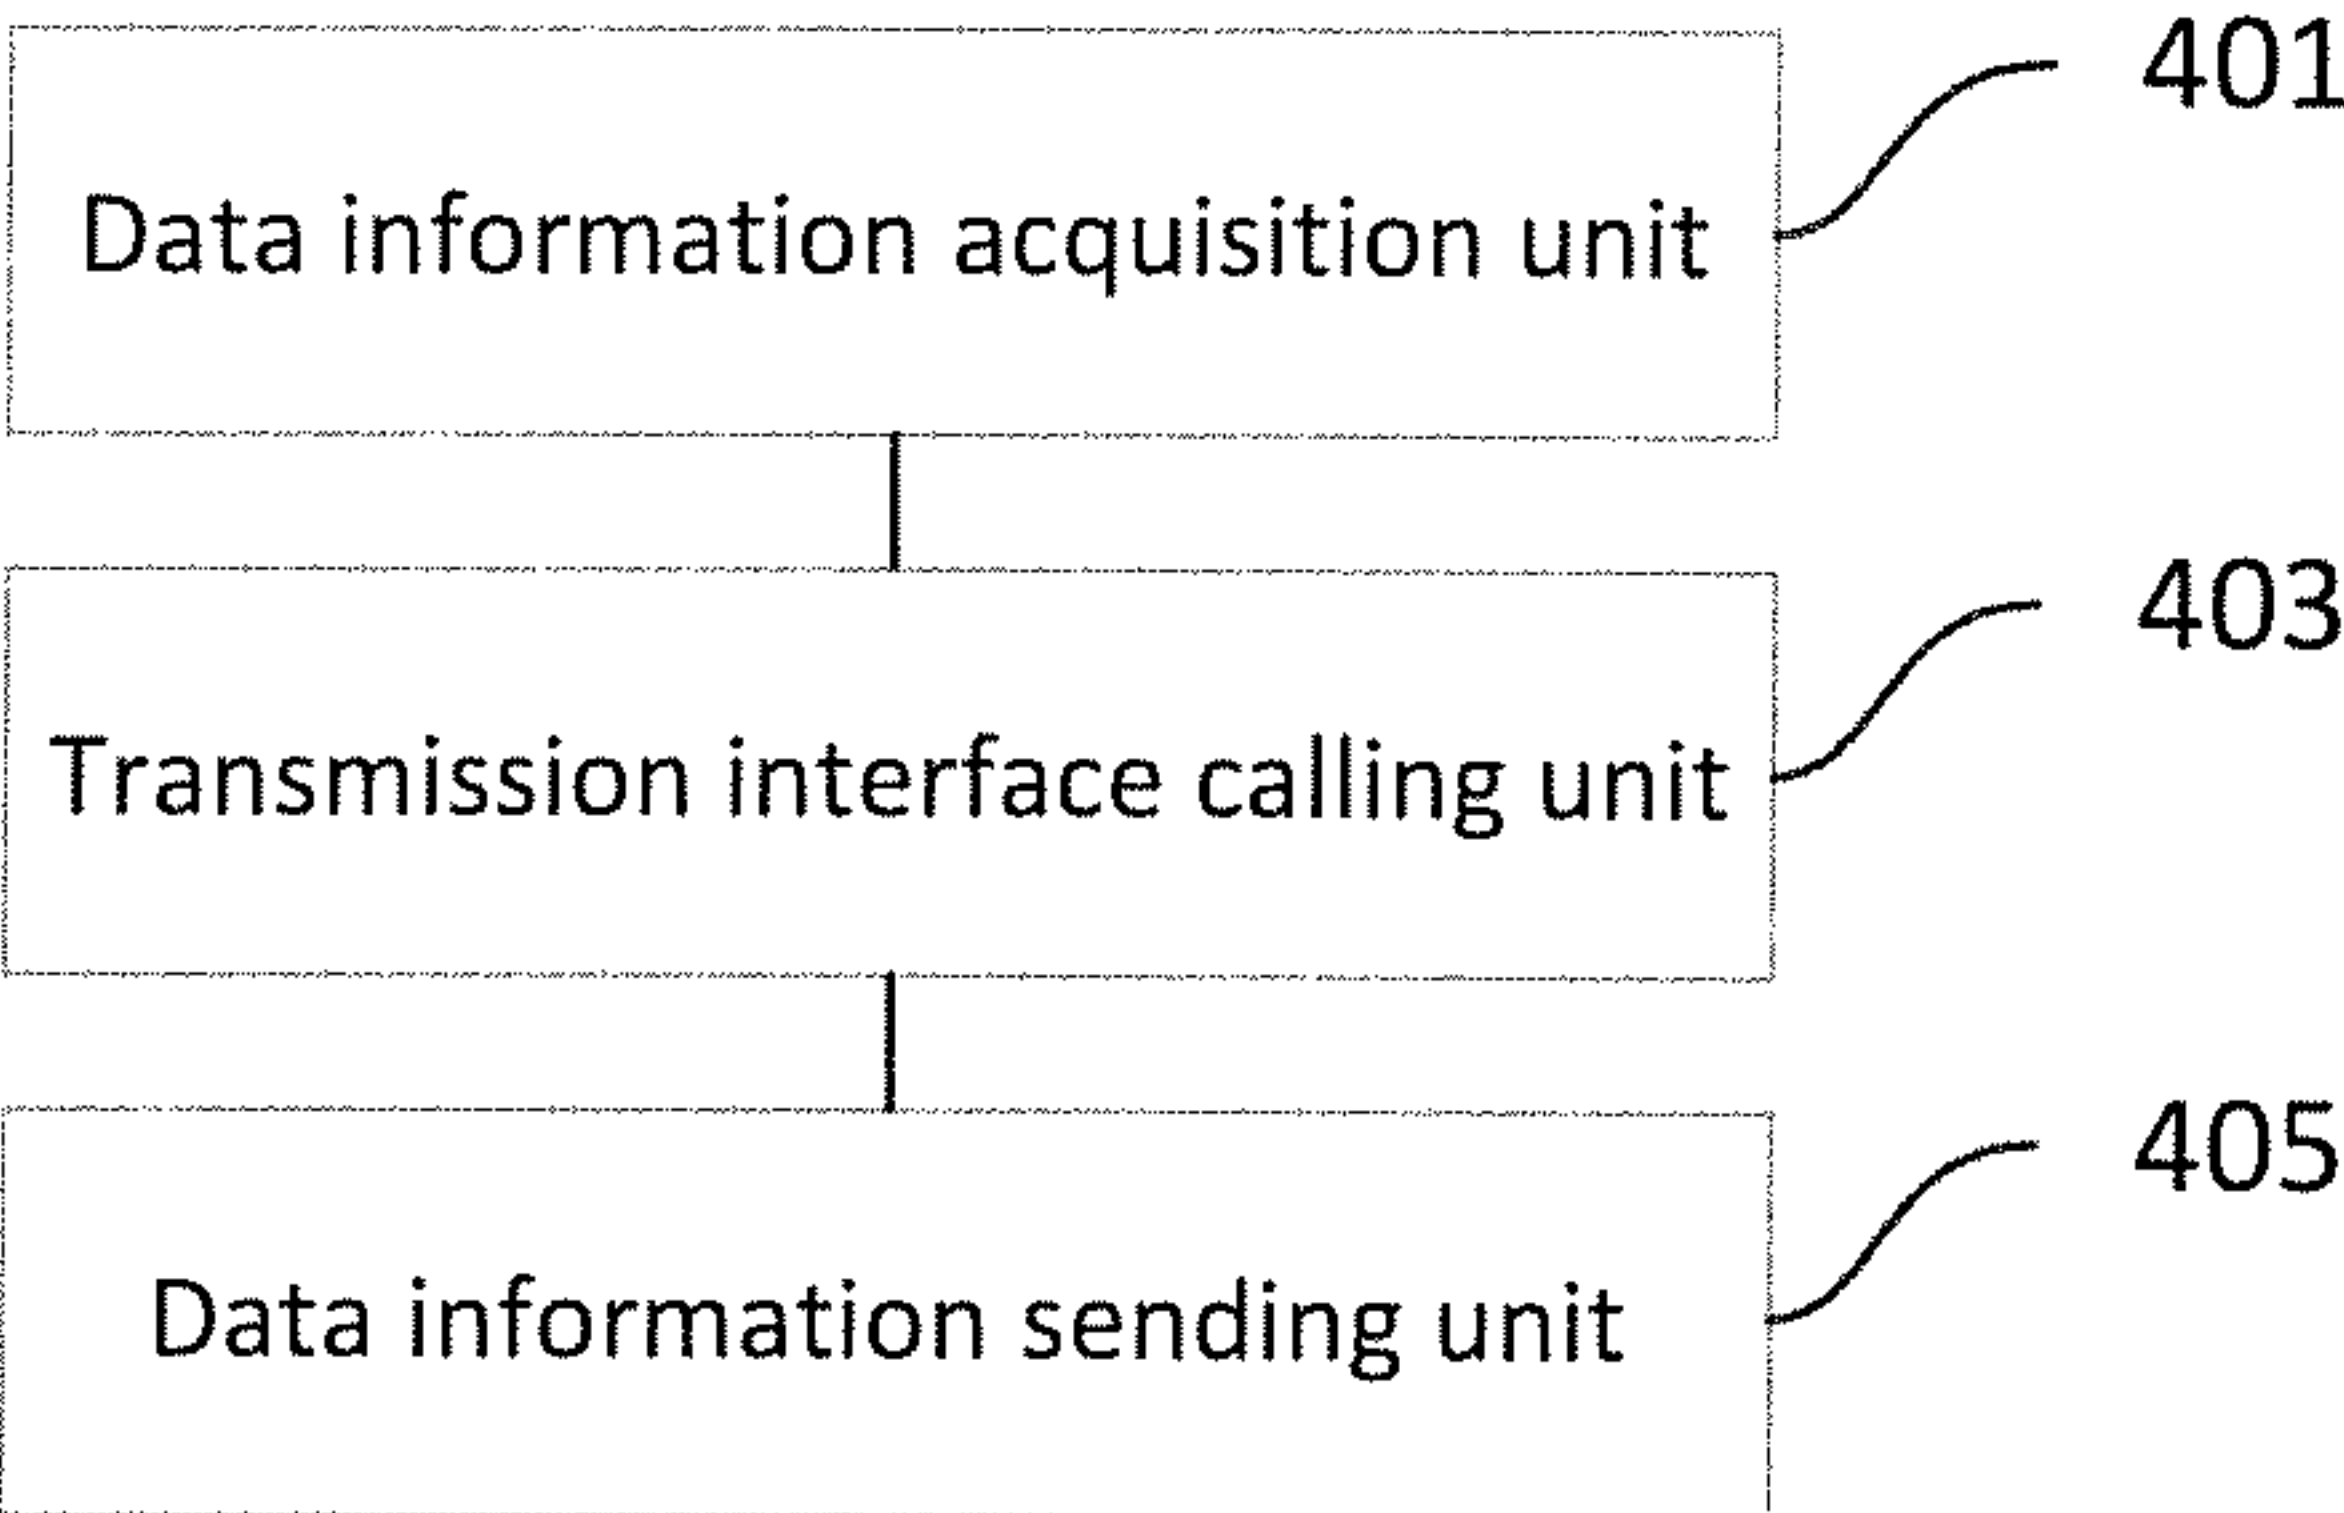 401
Data information acquisition unit
403
Transmission interface calling unit
405
Data information sending unit